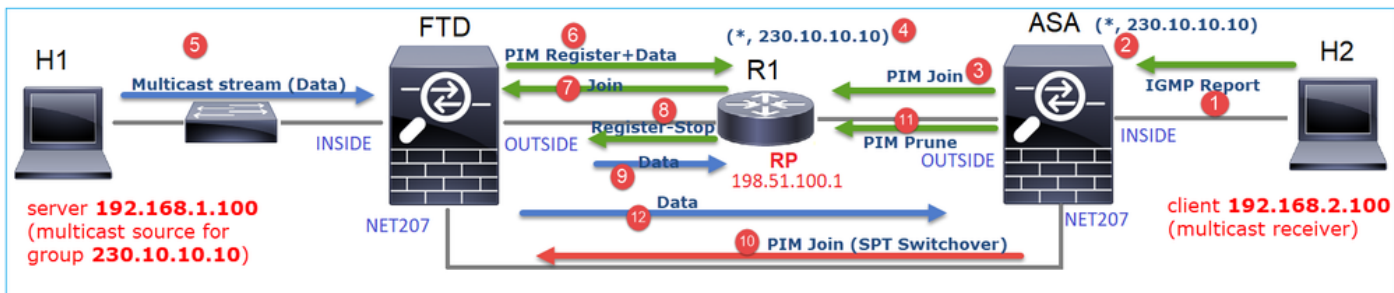 FTD
ASA
H1
5
6
PIM Register+Data
(*, 230.10.10.10)
4
(*, 230.10.10.10)
2
H2
Multicast stream (Data)
7
Join
R1
PIM Join
3
IGMP Report
1
8
INSIDE
OUTSIDE
Register-Stop
11
INSIDE
PIM Prune
OUTSIDE
9
Data
RP
198.51.100.1
server 192.168.1.100
(multicast source for
group 230.10.10.10)
NET207
12
Data
NET207
client 192.168.2.100
(multicast receiver)
10
PIM Join (SPT Switchover)